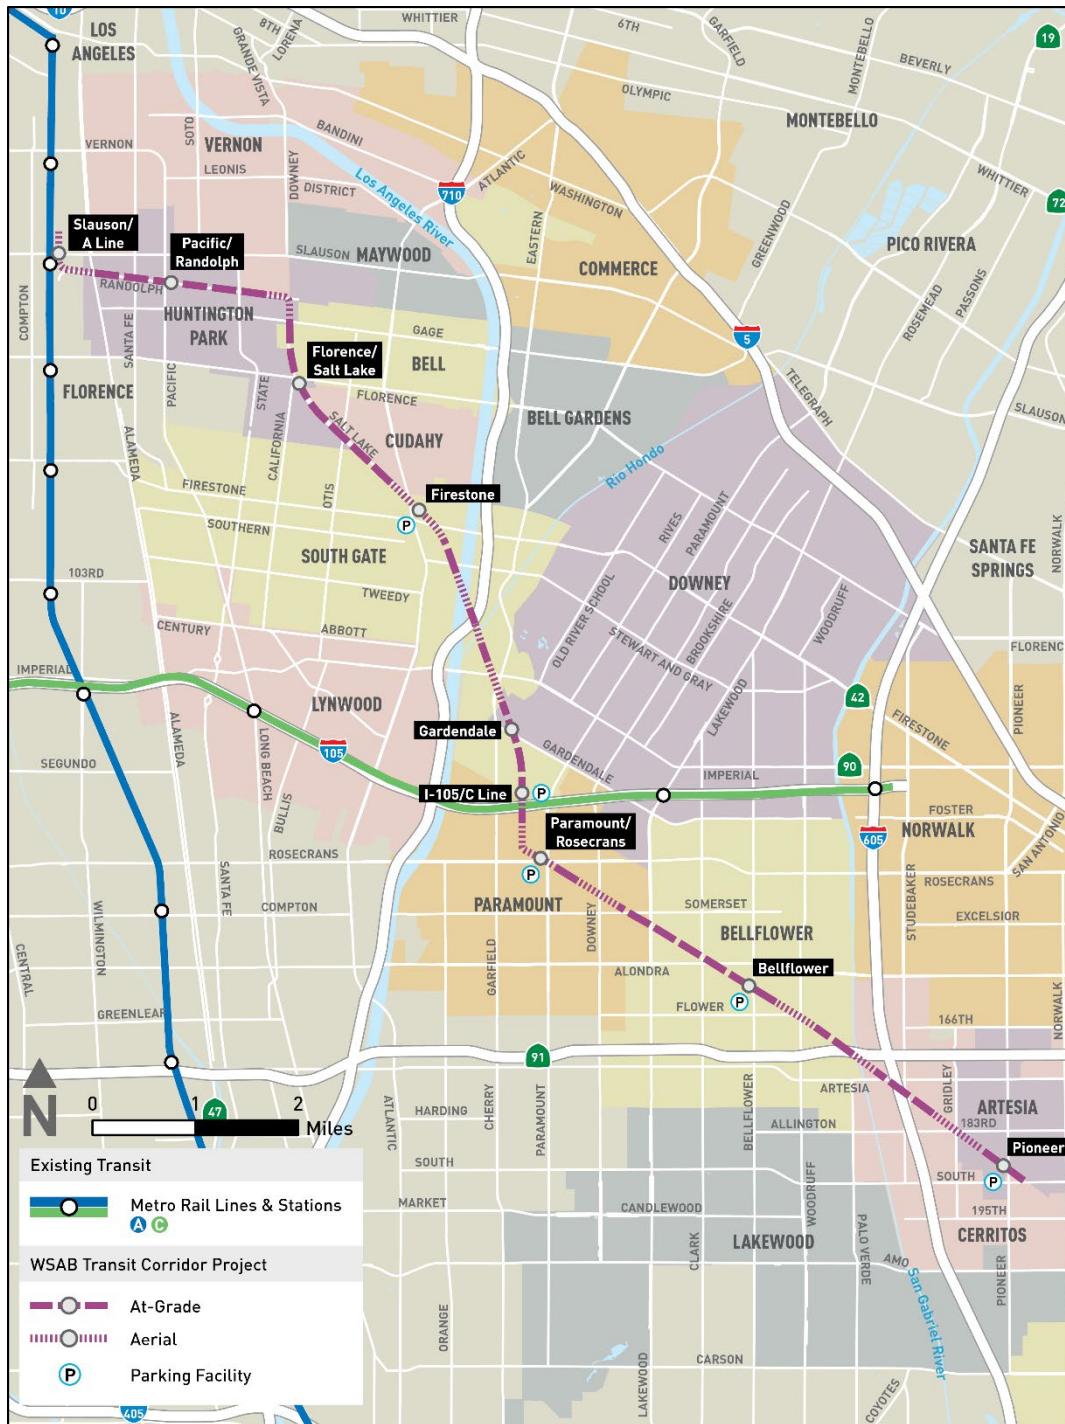 10
LOS
ANGELES
8TH
LORENA
GRANDE VISTA
WHITTIER
6TH
GARFIELD
MONTEBELLO
19
BEVERLY
OLYMPIC
MONTEBELLO
SOTO
VERNON
VERNON
BANDINI
LEONIS
DOWNEY
DISTRICT
Los Angeles River
710
ATLANTIC
WASHINGTON
EASTERN
GREENWOOD
WHITTIER
72
PICO RIVERA
PASSONS
ROSEMEAD
Slauson/
A Line
Pacific/
Randolph
SLAUSON
MAYWOOD
COMMERCE
COMPTON
RANDOLPH
HUNTINGTON
PARK
SANTA FE
PACIFIC
GAGE
BELL
5
TELEGRAPH
SLAUSON
Florence/
Salt Lake
FLORENCE
STATE
FLORENCE
BELL GARDENS
ALAMEDA
CALIFORNIA
SALT LAKE
CUDAHY
Rio Hondo
FIRESTONE
OTIS
Firestone
P
SOUTHERN
SOUTH GATE
RIVES
PARAMOUNT
SANTA FE
SPRINGS
NORWALK
103RD
TWEEDY
DOWNEY
OLD RIVER SCHOOL
BROOKSHIRE
WOODRUFF
CENTURY
ABBOTT
STEWART AND GRAY
FLORENC
IMPERIAL
LYNWOOD
LAKEWOOD
42
PIONEER
FIRESTONE
ALAMEDA
LONG BEACH
105
Gardendale
GARDENDALE
IMPERIAL
90
SEGUNDO
I-105/C Line
P
BULLIS
FOSTER
NORWALK
605
SAN ANTONIO
Paramount/
Rosecrans
P
ROSECRANS
SANTA FE
COMPTON
PARAMOUNT
DOWNEY
SOMERSET
ROSECRANS
STUDEBAKER
EXCELSIOR
WILMINGTON
CENTRAL
GARFIELD
BELLFLOWER
ALONDRA
Bellflower
FLOWER
P
GREENLEAF
166TH
NORWALK
91
ARTESIA
GRIDLEY
ARTESIA
N
0
1
2
Miles
47
ATLANTIC
HARDING
CHERRY
PARAMOUNT
BELLFLOWER
ALLINGTON
183RD
Pioneer
P
SOUTH
SOUTH
MARKET
CANDLEWOOD
WOODRUFF
195TH
CLARK
LAKEWOOD
PALO VERDE
CERRITOS
AMO
PIONEER
San Gabriel River
ORANGE
CARSON
LAKEWOOD
COYOTES
405
Existing Transit
Metro Rail Lines & Stations
A C
WSAB Transit Corridor Project
At-Grade
Aerial
P Parking Facility